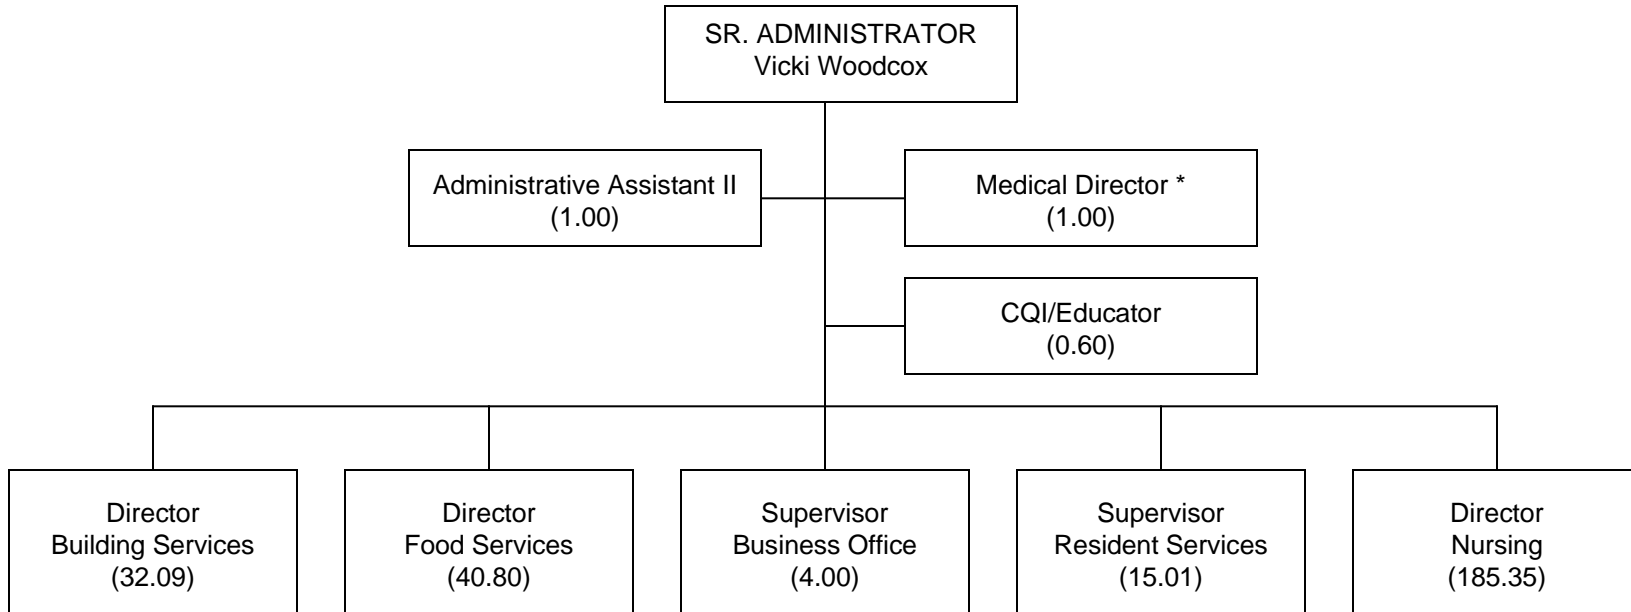 SR. ADMINISTRATOR
Vicki Woodcox
Administrative Assistant II
(1.00)
Medical Director *
(1.00)
CQI/Educator
(0.60)
Director
Building Services
(32.09)
Director
Food Services
(40.80)
Supervisor
Business Office
(4.00)
Supervisor
Resident Services
(15.01)
Director
Nursing
(185.35)